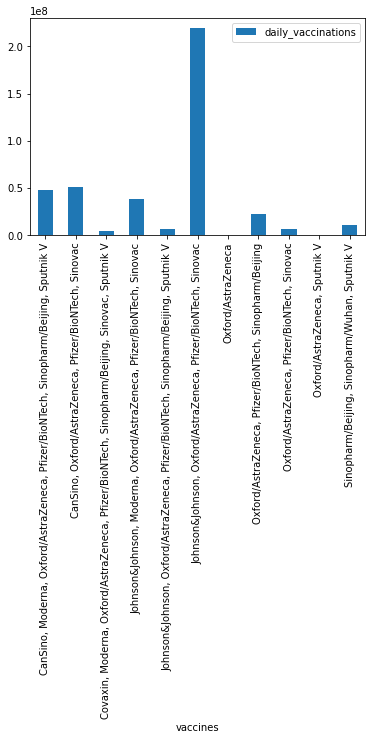 1e8
daily_vaccinations
2.0
1.5
1.0
0.5
0.0
CanSino, Moderna, Oxford/AstraZeneca, Pfizer/BioNTech, Sinopharm/Beijing, Sputnik V
CanSino, Oxford/AstraZeneca, Pfizer/BioNTech, Sinovac
Covaxin, Moderna, Oxford/AstraZeneca, Pfizer/BioNTech, Sinopharm/Beijing, Sinovac, Sputnik V
Johnson&Johnson, Moderna, Oxford/AstraZeneca, Pfizer/BioNTech, Sinovac
Johnson&Johnson, Oxford/AstraZeneca, Pfizer/BioNTech, Sinopharm/Beijing, Sputnik V
Johnson&Johnson, Oxford/AstraZeneca, Pfizer/BioNTech, Sinovac
Oxford/AstraZeneca
Oxford/AstraZeneca, Pfizer/BioNTech, Sinopharm/Beijing
Oxford/AstraZeneca, Pfizer/BioNTech, Sinovac
Oxford/AstraZeneca, Sputnik V
Sinopharm/Beijing, Sinopharm/Wuhan, Sputnik V
vaccines